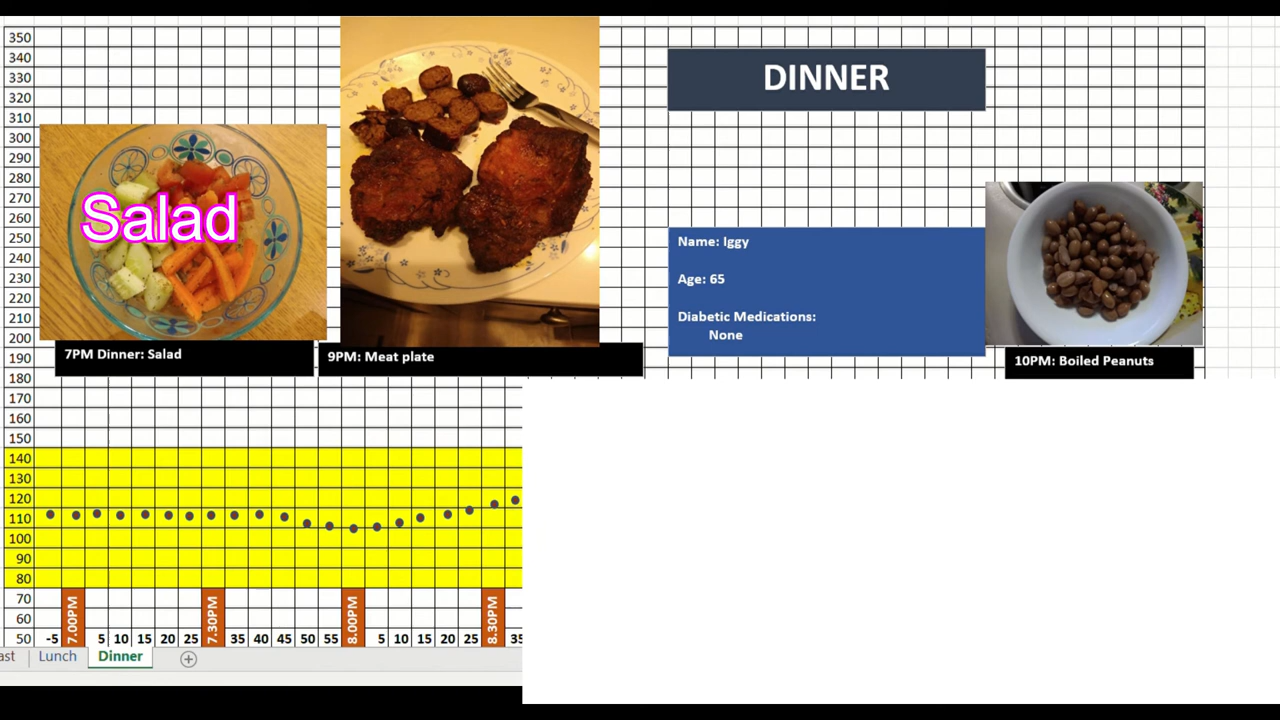 350
340
330
320
310
300
290
280
270
260
250
240
230
220
210
200
190
180
170
160
150
140
130
120
110
100
90
80
70
60
50
DINNER
Salad
Name: Iggy
Age: 65
Diabetic Medications:
None
7PM Dinner: Salad
9PM: Meat plate
10PM: Boiled Peanuts
-5 7.00PM 5 10 15 20 25 7.30PM 35 40 45 50 55 8.00PM 5 10 15 20 25 8.30PM 35
ast Lunch Dinner